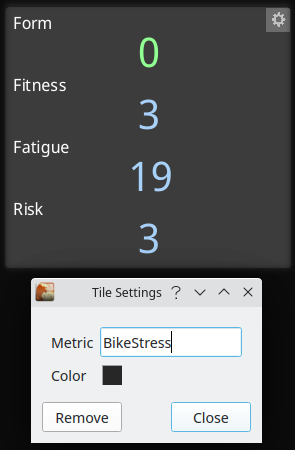 Form
0
Fitness
3
Fatigue
19
Risk
3
Tile Settings ?
Metric BikeStress
Color
Remove Close